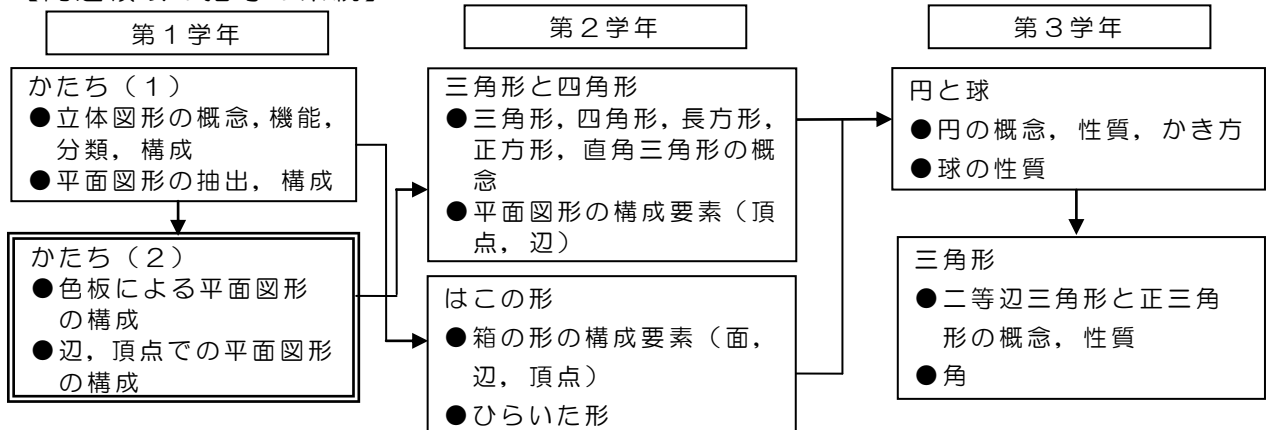 第１学年
かたち（１）
●立体図形の概念，機能，
分類，構成
●平面図形の抽出，構成
かたち（２）
●色板による平面図形
の構成
●辺，頂点での平面図形
の構成
第２学年
三角形と四角形
●三角形，四角形，長方形，
正方形，直角三角形の概
念
●平面図形の構成要素（頂
点，辺）
はこの形
●箱の形の構成要素（面，
辺，頂点）
●ひらいた形
第３学年
円と球
●円の概念，性質，かき方
●球の性質
三角形
●二等辺三角形と正三角
形の概念，性質
●角